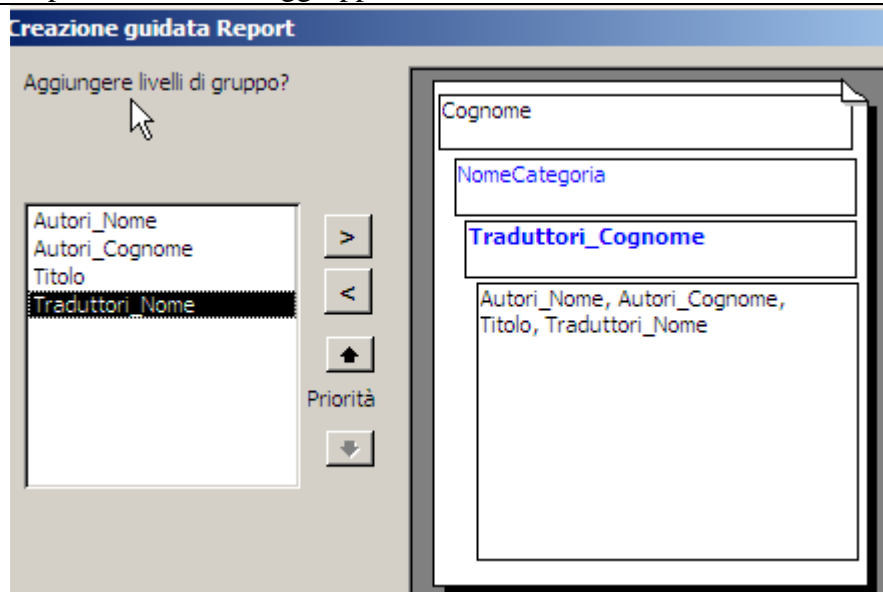 Creazione guidata Report
Aggiungere livelli di gruppo?
Autori_Nome
Autori_Cognome
Titolo
Traduttori_Nome
>
<
Priorità
Cognome
NomeCategoria
Traduttori_Cognome
Autori_Nome, Autori_Cognome,
Titolo, Traduttori_Nome